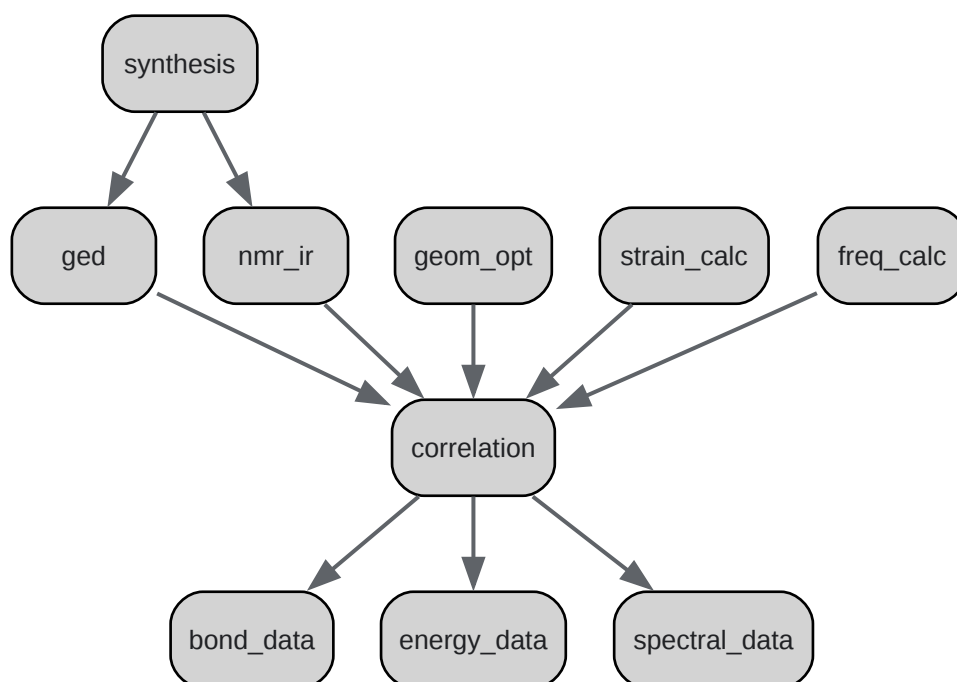 synthesis
ged
nmr_ir
geom_opt
strain_calc
freq_calc
correlation
bond_data
energy_data
spectral_data